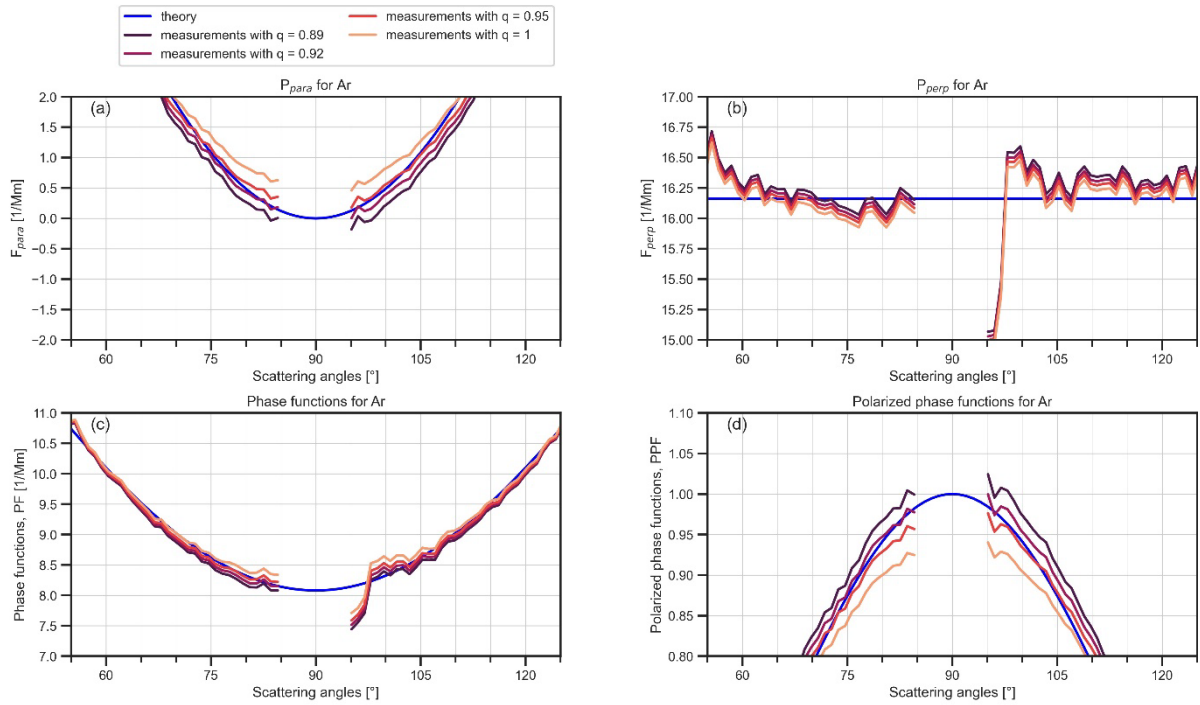 theory
measurements with q = 0.89
measurements with q = 0.92
measurements with q = 0.95
measurements with q = 1
P_para for Ar
(a)
F_para [1/Mm]
2.0
1.5
1.0
0.5
0.0
−0.5
−1.0
−1.5
−2.0
60 75 90 105 120
Scattering angles [°]
P_perp for Ar
(b)
F_perp [1/Mm]
17.00
16.75
16.50
16.25
16.00
15.75
15.50
15.25
15.00
60 75 90 105 120
Scattering angles [°]
Phase functions for Ar
(c)
Phase functions, PF [1/Mm]
11.0
10.5
10.0
9.5
9.0
8.5
8.0
7.5
7.0
60 75 90 105 120
Scattering angles [°]
Polarized phase functions for Ar
(d)
Polarized phase functions, PPF
1.10
1.05
1.00
0.95
0.90
0.85
0.80
60 75 90 105 120
Scattering angles [°]